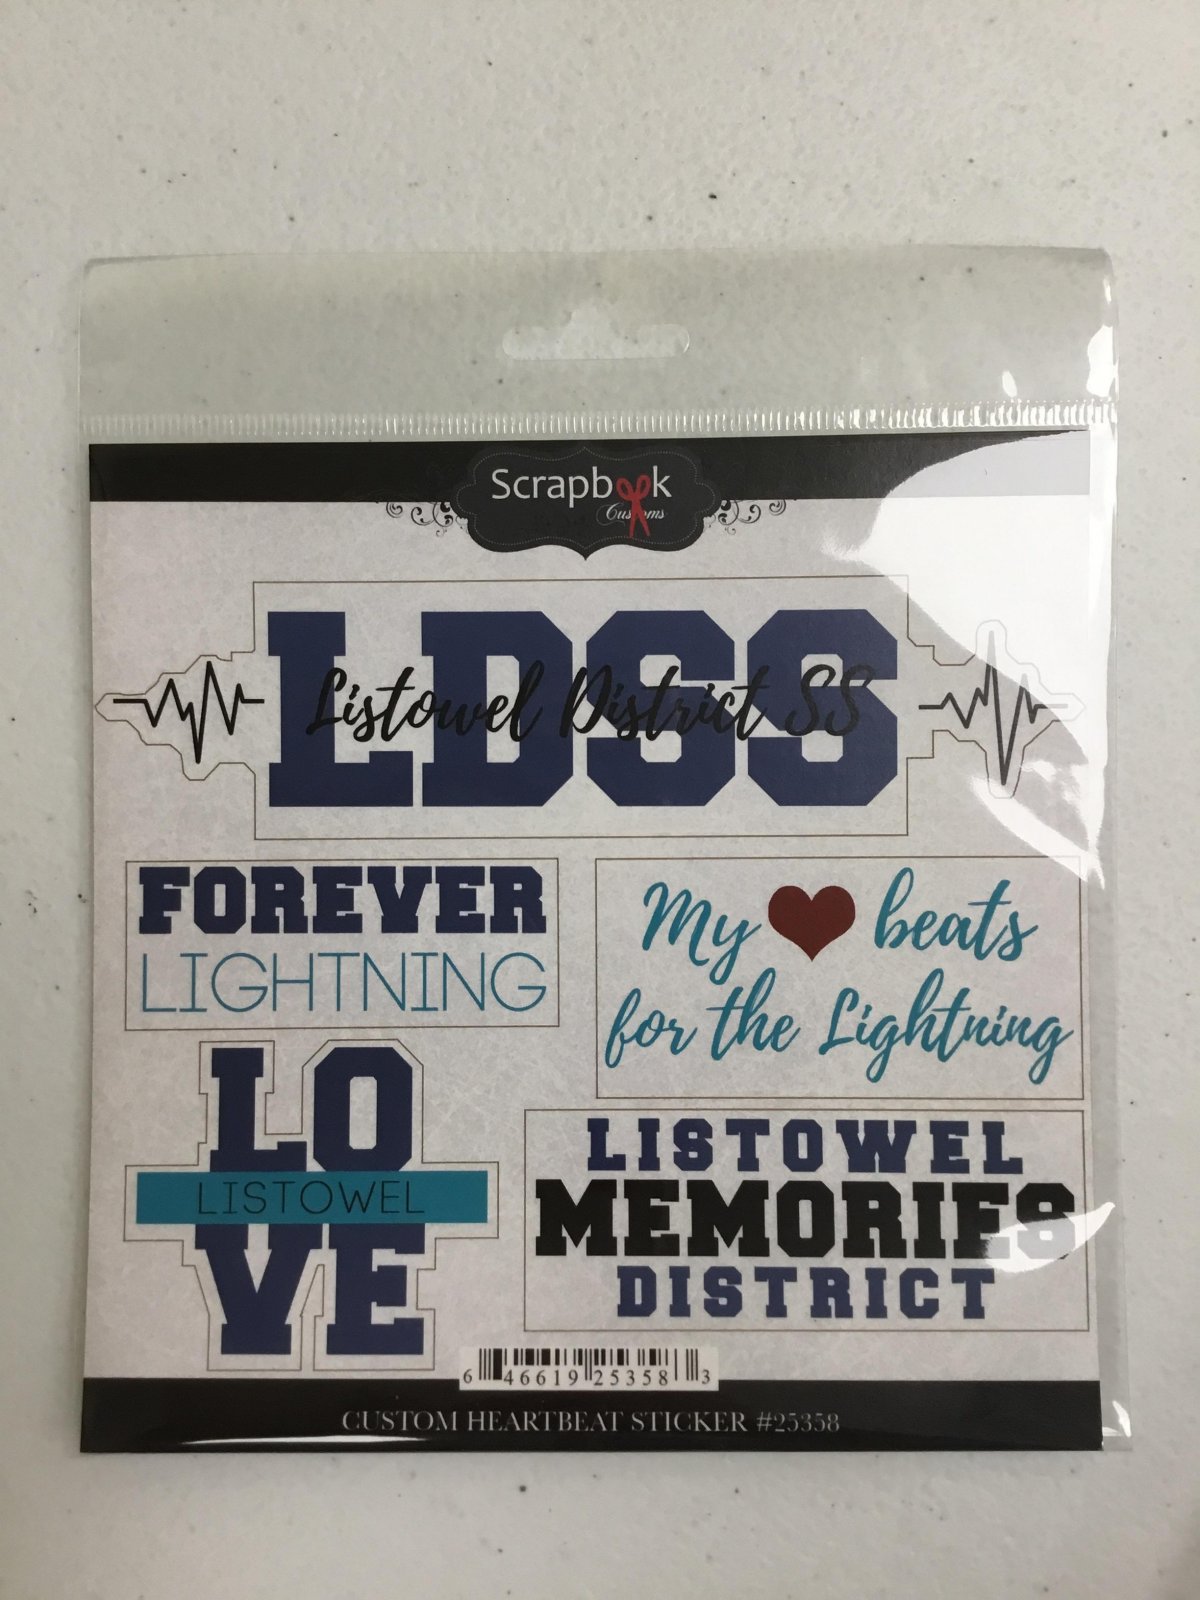 Scrapbook
Customs
LDSS
Listowel District SS
FOREVER
LIGHTNING
My beats
for the Lightning
LO
LISTOWEL
VE
LISTOWEL
MEMORIES
DISTRICT
6 46619 25358 3
CUSTOM HEARTBEAT STICKER #25358